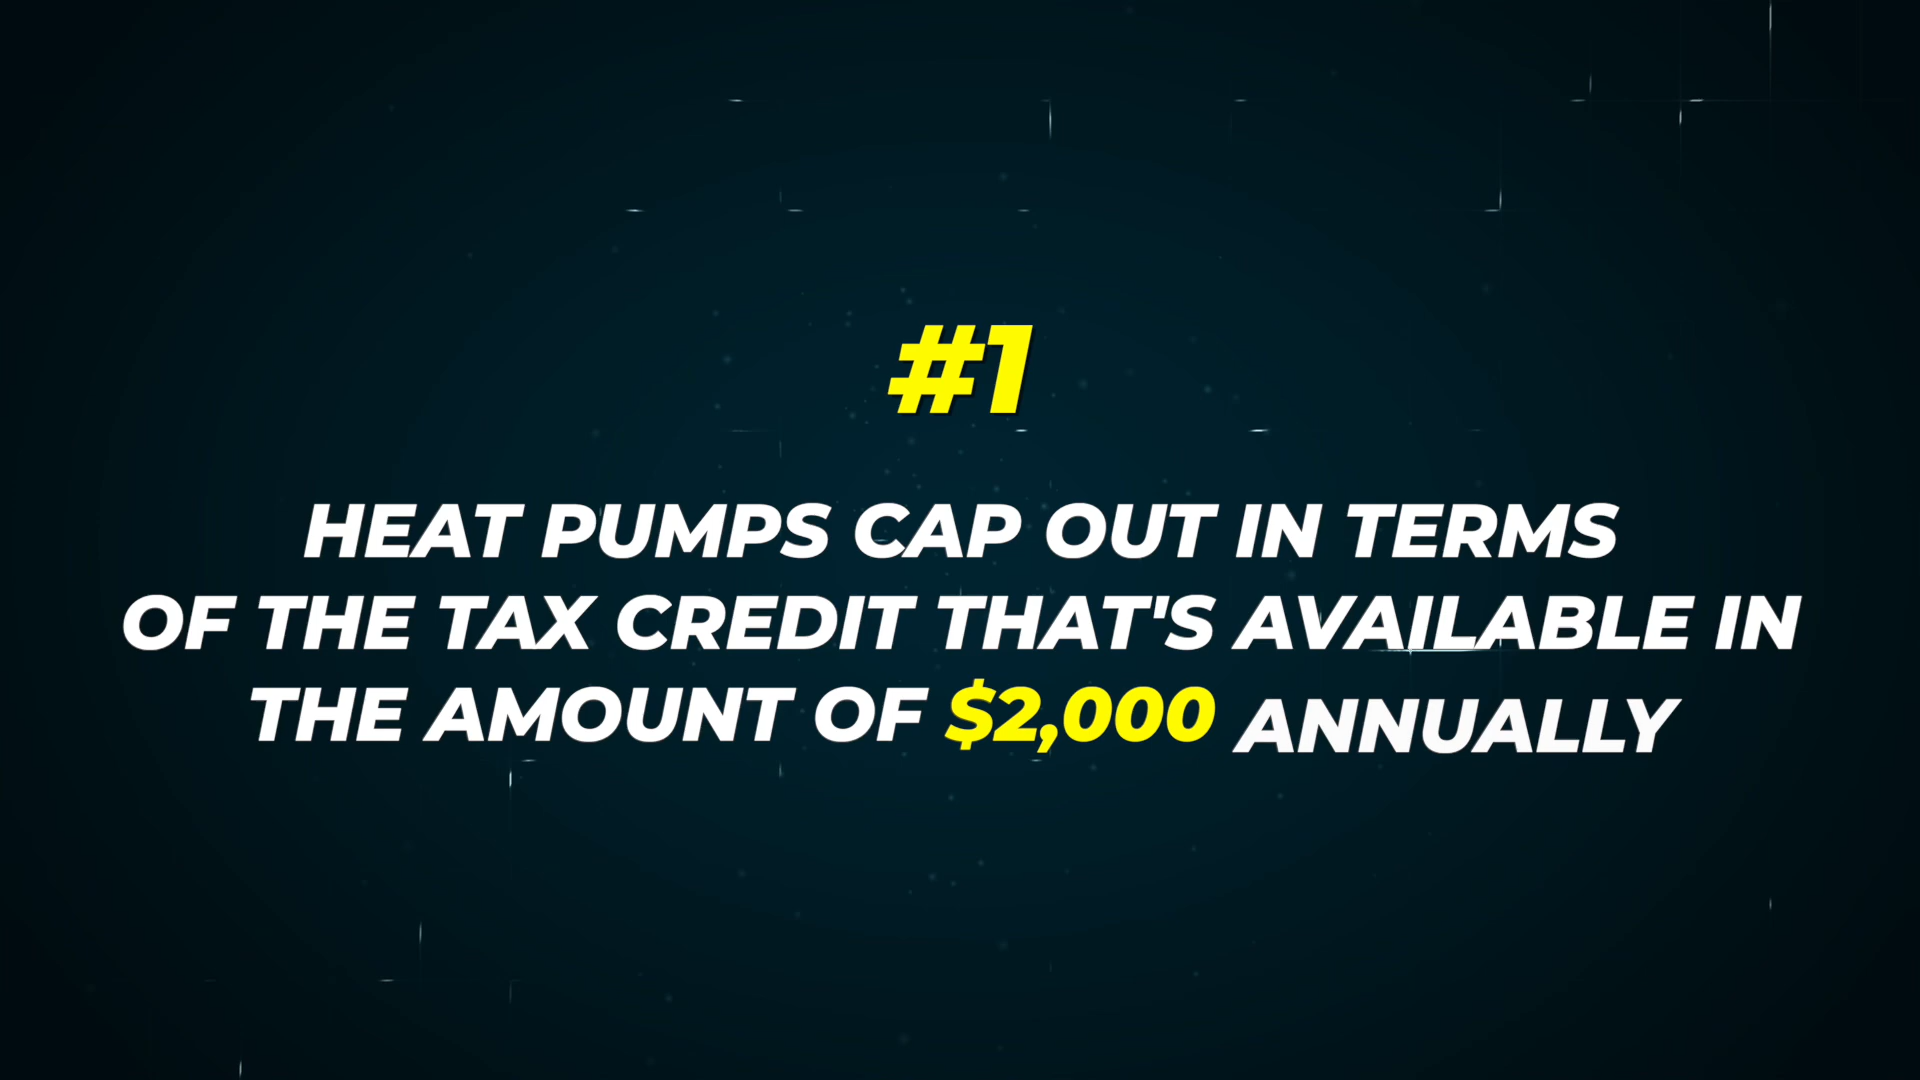 #1
HEAT PUMPS CAP OUT IN TERMS
OF THE TAX CREDIT THAT'S AVAILABLE IN
THE AMOUNT OF $2,000 ANNUALLY